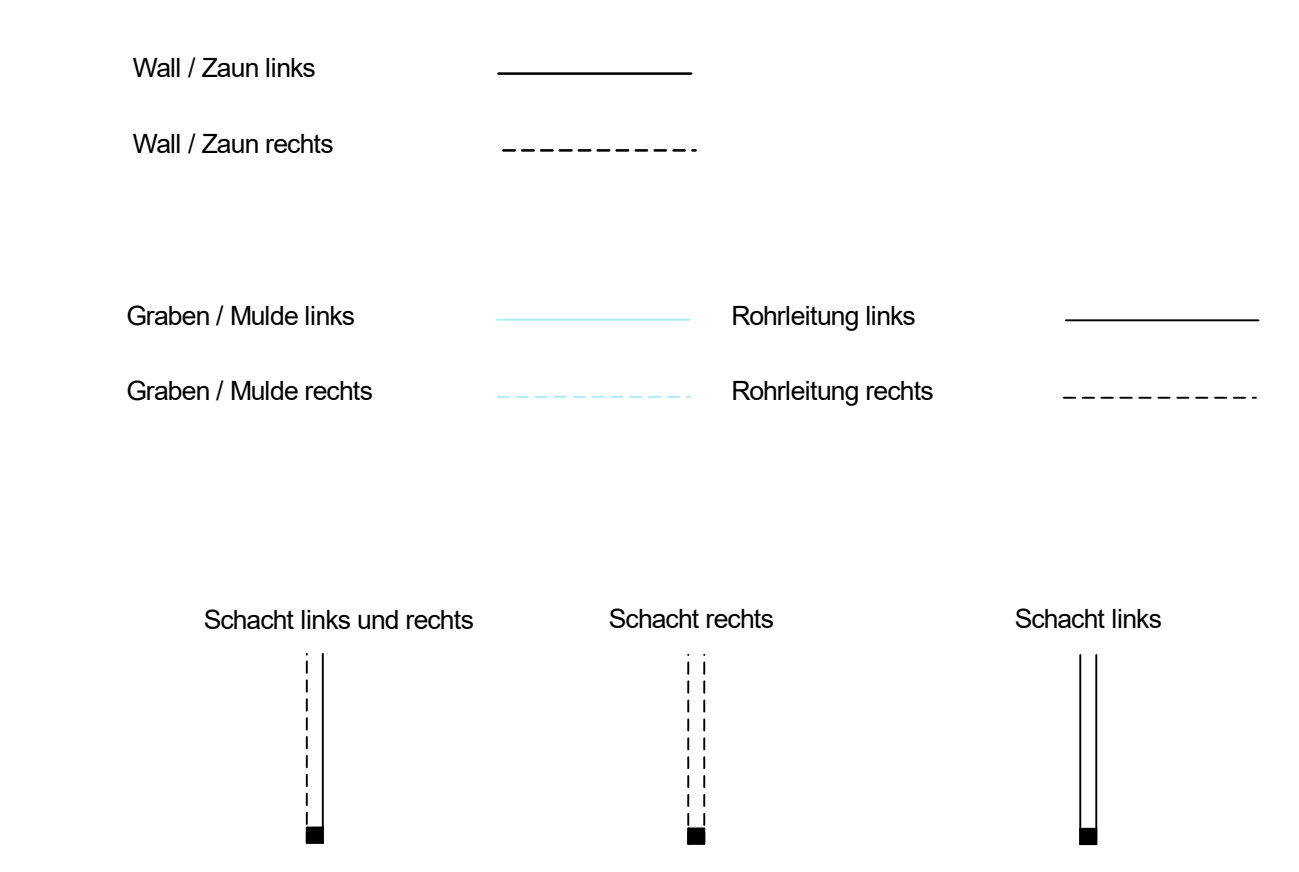 Wall / Zaun links
Wall / Zaun rechts
Graben / Mulde links
Rohrleitung links
Graben / Mulde rechts
Rohrleitung rechts
Schacht links und rechts
Schacht rechts
Schacht links